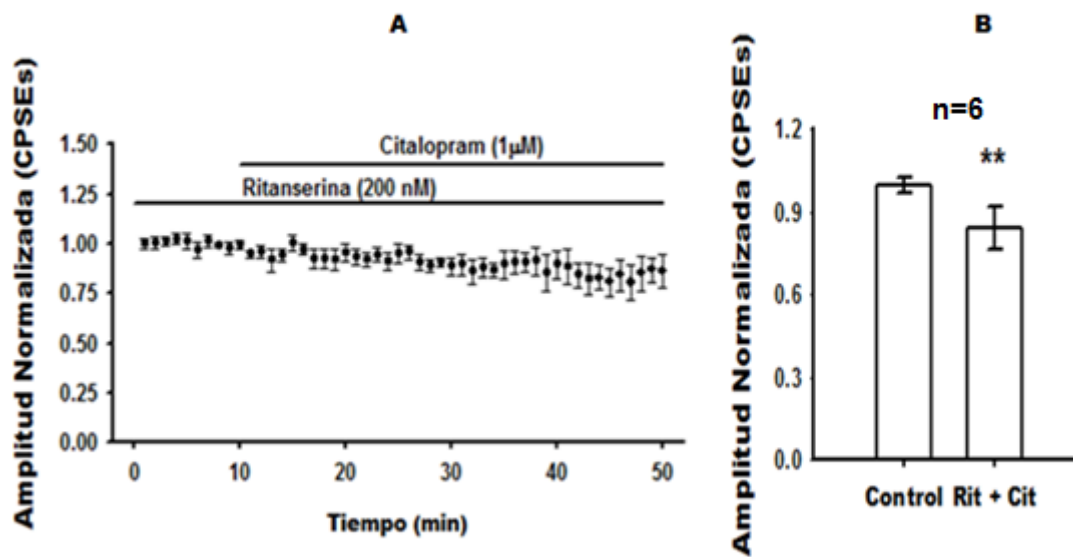 A
Amplitud Normalizada (CPSEs)
1.50
1.25
1.00
0.75
0.50
0.25
0.00
Citalopram (1µM)
Ritanserina (200 nM)
0 10 20 30 40 50
Tiempo (min)
B
Amplitud Normalizada (CPSEs)
n=6
**
1.2
0.9
0.6
0.3
0.0
Control Rit + Cit